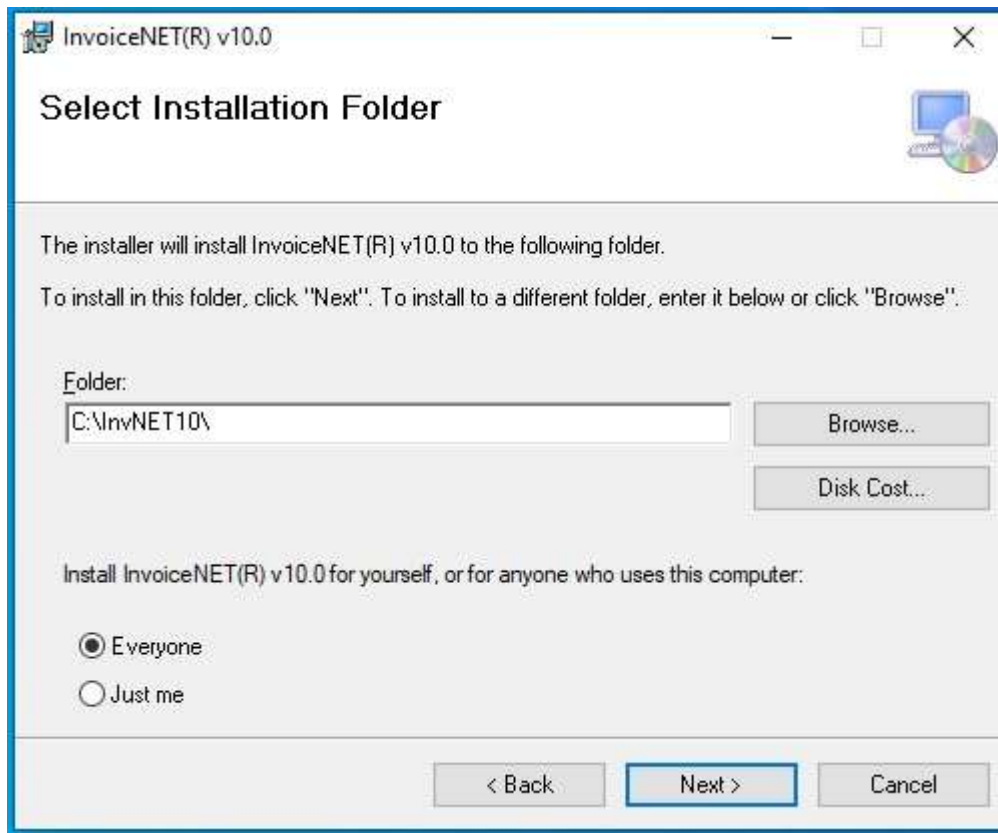 InvoiceNET(R) v10.0
Select Installation Folder
The installer will install InvoiceNET(R) v10.0 to the following folder.
To install in this folder, click "Next". To install to a different folder, enter it below or click "Browse".
Folder:
C:\InvNET10\
Browse...
Disk Cost...
Install InvoiceNET(R) v10.0 for yourself, or for anyone who uses this computer:
Everyone
Just me
< Back Next > Cancel